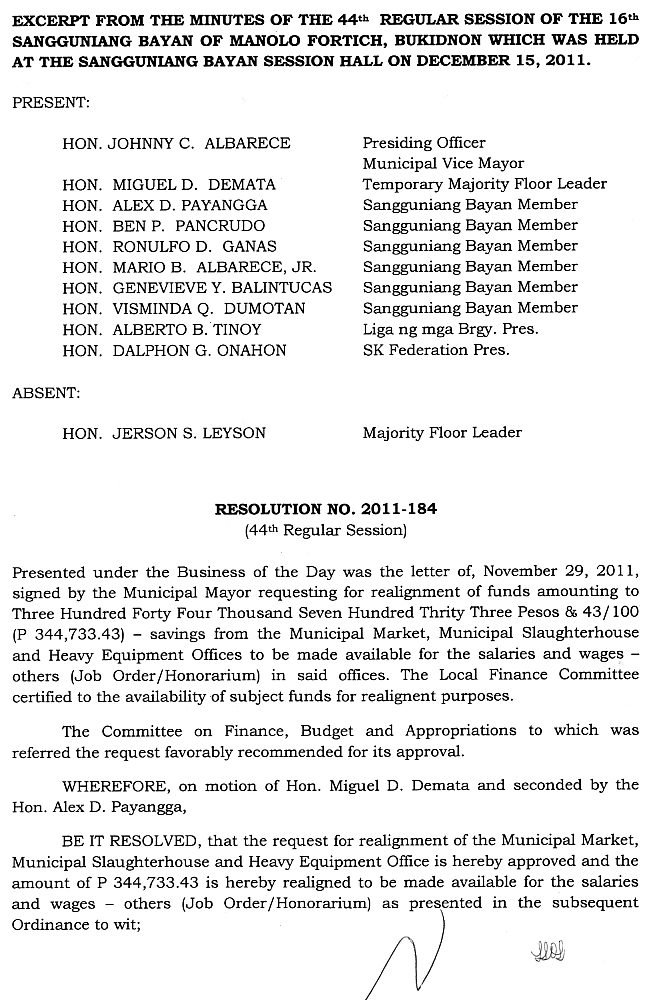 EXCERPT FROM THE MINUTES OF THE 44th REGULAR SESSION OF THE 16th
SANGGUNIANG BAYAN OF MANOLO FORTICH, BUKIDNON WHICH WAS HELD
AT THE SANGGUNIANG BAYAN SESSION HALL ON DECEMBER 15, 2011.
PRESENT:
HON. JOHNNY C. ALBARECE Presiding Officer
Municipal Vice Mayor
HON. MIGUEL D. DEMATA Temporary Majority Floor Leader
HON. ALEX D. PAYANGGA Sangguniang Bayan Member
HON. BEN P. PANCRUDO Sangguniang Bayan Member
HON. RONULFO D. GANAS Sangguniang Bayan Member
HON. MARIO B. ALBARECE, JR. Sangguniang Bayan Member
HON. GENEVIEVE Y. BALINTUCAS Sangguniang Bayan Member
HON. VISMINDA Q. DUMOTAN Sangguniang Bayan Member
HON. ALBERTO B. TINOY Liga ng mga Brgy. Pres.
HON. DALPHON G. ONAHON SK Federation Pres.
ABSENT:
HON. JERSON S. LEYSON Majority Floor Leader
RESOLUTION NO. 2011-184
(44th Regular Session)
Presented under the Business of the Day was the letter of, November 29, 2011,
signed by the Municipal Mayor requesting for realignment of funds amounting to
Three Hundred Forty Four Thousand Seven Hundred Thrity Three Pesos & 43/100
(P 344,733.43) – savings from the Municipal Market, Municipal Slaughterhouse
and Heavy Equipment Offices to be made available for the salaries and wages –
others (Job Order/Honorarium) in said offices. The Local Finance Committee
certified to the availability of subject funds for realignent purposes.
The Committee on Finance, Budget and Appropriations to which was
referred the request favorably recommended for its approval.
WHEREFORE, on motion of Hon. Miguel D. Demata and seconded by the
Hon. Alex D. Payangga,
BE IT RESOLVED, that the request for realignment of the Municipal Market,
Municipal Slaughterhouse and Heavy Equipment Office is hereby approved and the
amount of P 344,733.43 is hereby realigned to be made available for the salaries
and wages – others (Job Order/Honorarium) as presented in the subsequent
Ordinance to wit;